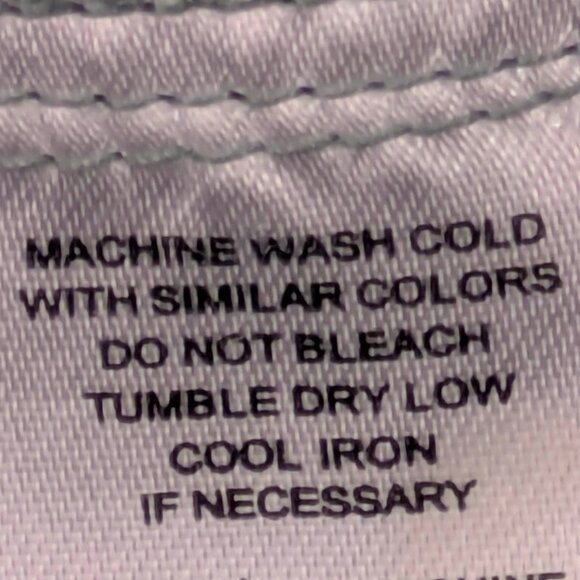 MACHINE WASH COLD
WITH SIMILAR COLORS
DO NOT BLEACH
TUMBLE DRY LOW
COOL IRON
IF NECESSARY